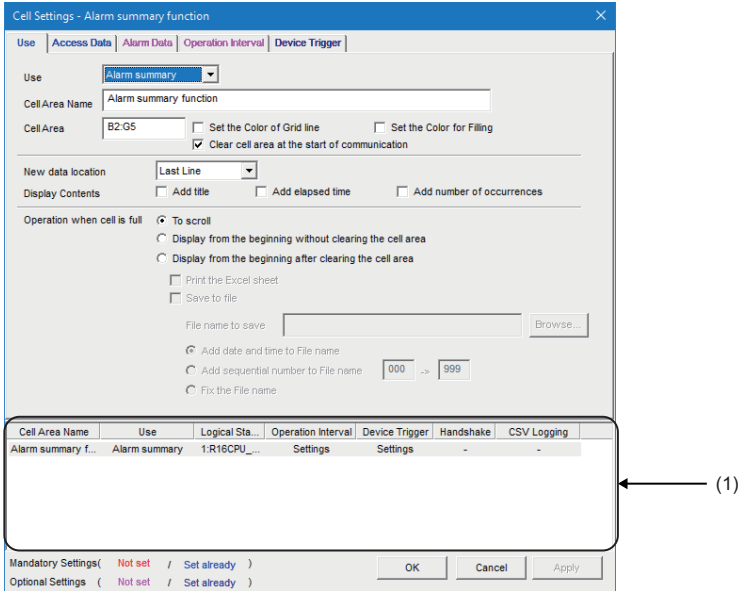 Cell Settings - Alarm summary function
Use Access Data Alarm Data Operation Interval Device Trigger
Use Alarm summary
Cell Area Name Alarm summary function
Cell Area B2:G5 Set the Color of Grid line Set the Color for Filling
Clear cell area at the start of communication
New data location Last Line
Display Contents Add title Add elapsed time Add number of occurrences
Operation when cell is full To scroll
Display from the beginning without clearing the cell area
Display from the beginning after clearing the cell area
Print the Excel sheet
Save to file
File name to save Browse...
Add date and time to File name
Add sequential number to File name 000 -> 999
Fix the File name
Cell Area Name Use Logical Sta... Operation Interval Device Trigger Handshake CSV Logging
Alarm summary f... Alarm summary 1:R16CPU_... Settings Settings - -
(1)
Mandatory Settings( Not set / Set already )
OK Cancel Apply
Optional Settings ( Not set / Set already )